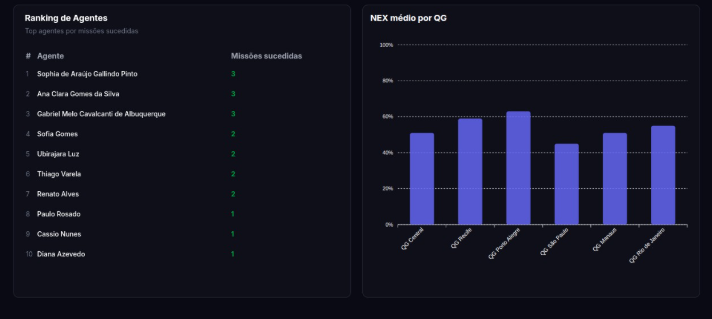 Ranking de Agentes
Top agentes por missões sucedidas
# Agente Missões sucedidas
1 Sophia de Araújo Gallindo Pinto 3
2 Ana Clara Gomes da Silva 3
3 Gabriel Melo Cavalcanti de Albuquerque 3
4 Sofia Gomes 2
5 Ubirajara Luz 2
6 Thiago Varela 2
7 Renato Alves 2
8 Paulo Rosado 1
9 Cassio Nunes 1
10 Diana Azevedo 1
NEX médio por QG
100%
80%
60%
40%
20%
0%
QG Central
QG Recife
QG Porto Alegre
QG São Paulo
QG Manaus
QG Rio de Janeiro